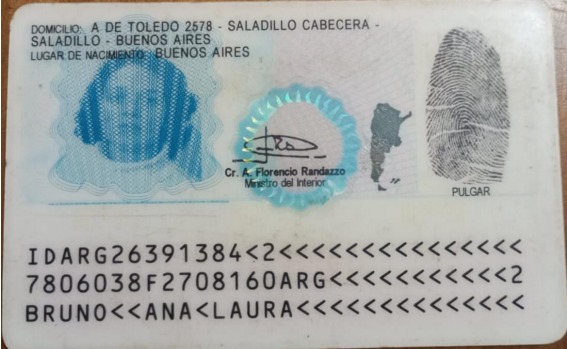 DOMICILIO: A DE TOLEDO 2578 - SALADILLO CABECERA -
SALADILLO - BUENOS AIRES
LUGAR DE NACIMIENTO: BUENOS AIRES
Cr. A. Florencio Randazzo
Ministro del Interior
PULGAR
IDARG26391384<2<<<<<<<<<<<<<<<
7806038F2708160ARG<<<<<<<<<<<2
BRUNO<<ANA<LAURA<<<<<<<<<<<<<<